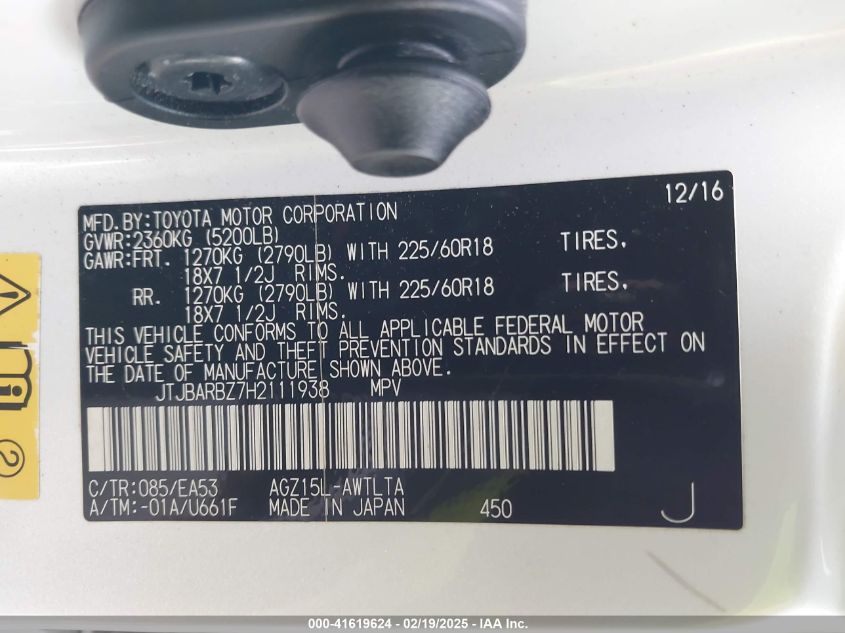 12/16
MFD.BY:TOYOTA MOTOR CORPORATION
GVWR:2360KG (5200LB)
GAWR:FRT. 1270KG (2790LB) WITH 225/60R18 TIRES,
18X7 1/2J RIMS.
RR. 1270KG (2790LB) WITH 225/60R18 TIRES,
18X7 1/2J RIMS.
THIS VEHICLE CONFORMS TO ALL APPLICABLE FEDERAL MOTOR
VEHICLE SAFETY AND THEFT PREVENTION STANDARDS IN EFFECT ON
THE DATE OF MANUFACTURE SHOWN ABOVE.
JTJBARBZ7H2111938 MPV
C/TR:085/EA53 AGZ15L-AWTLTA
A/TM:-01A/U661F MADE IN JAPAN 450 J
2
000-41619624 - 02/19/2025 - IAA Inc.